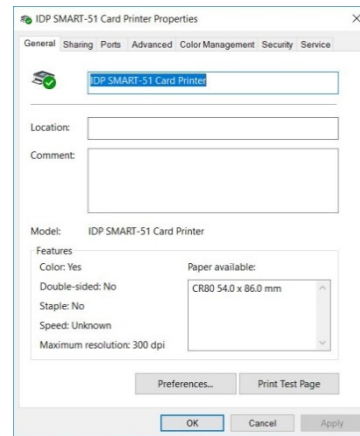 IDP SMART-51 Card Printer Properties
General Sharing Ports Advanced Color Management Security Service
IDP SMART-51 Card Printer
Location:
Comment:
Model: IDP SMART-51 Card Printer
Features
Color: Yes
Paper available:
Double-sided: No
CR80 54.0 x 86.0 mm
Staple: No
Speed: Unknown
Maximum resolution: 300 dpi
Preferences... Print Test Page
OK Cancel Apply